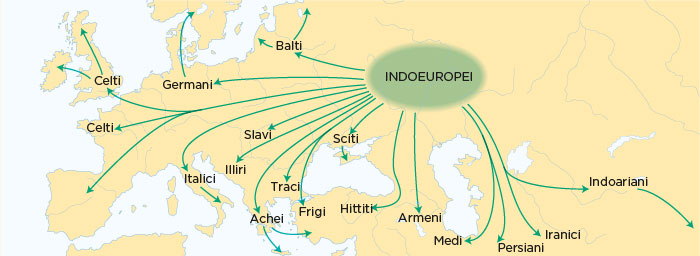 Balti
INDOEUROPEI
Celti
Germani
Celti
Slavi
Sciti
Illiri
Italici
Traci
Indoariani
Achei
Frigi
Hittiti
Armeni
Medi
Persiani
Iranici